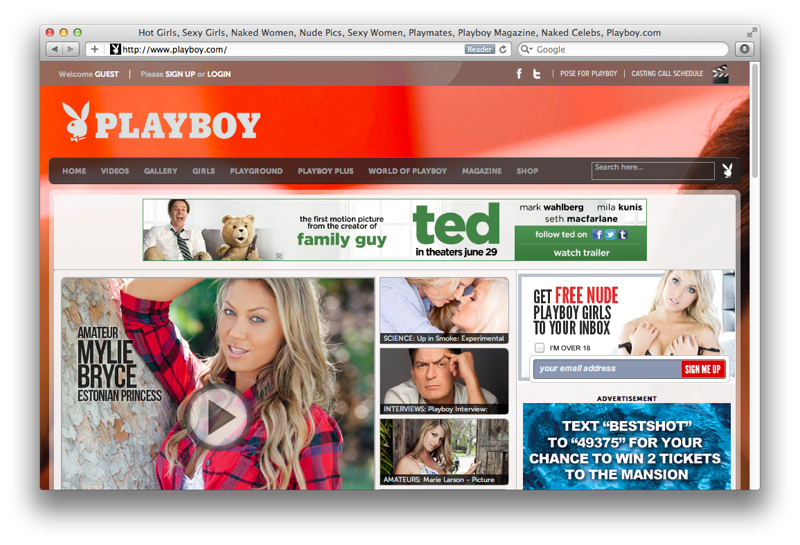 Hot Girls, Sexy Girls, Naked Women, Nude Pics, Sexy Women, Playmates, Playboy Magazine, Naked Celebs, Playboy.com
http://www.playboy.com/
Reader
Google
Welcome GUEST | Please SIGN UP or LOGIN
| POSE FOR PLAYBOY | CASTING CALL SCHEDULE
PLAYBOY
HOME VIDEOS GALLERY GIRLS PLAYGROUND PLAYBOY PLUS WORLD OF PLAYBOY MAGAZINE SHOP
Search here...
the first motion picture
from the creator of
family guy
ted
in theaters june 29
mark wahlberg mila kunis
seth macfarlane
follow ted on
watch trailer
AMATEUR
MYLIE
BRYCE
ESTONIAN PRINCESS
SCIENCE: Up in Smoke: Experimental
INTERVIEWS: Playboy Interview:
AMATEURS: Marie Larson - Picture
GET FREE NUDE
PLAYBOY GIRLS
TO YOUR INBOX
I'M OVER 18
your email address
SIGN ME UP
ADVERTISEMENT
TEXT “BESTSHOT”
TO “49375” FOR YOUR
CHANCE TO WIN 2 TICKETS
TO THE MANSION